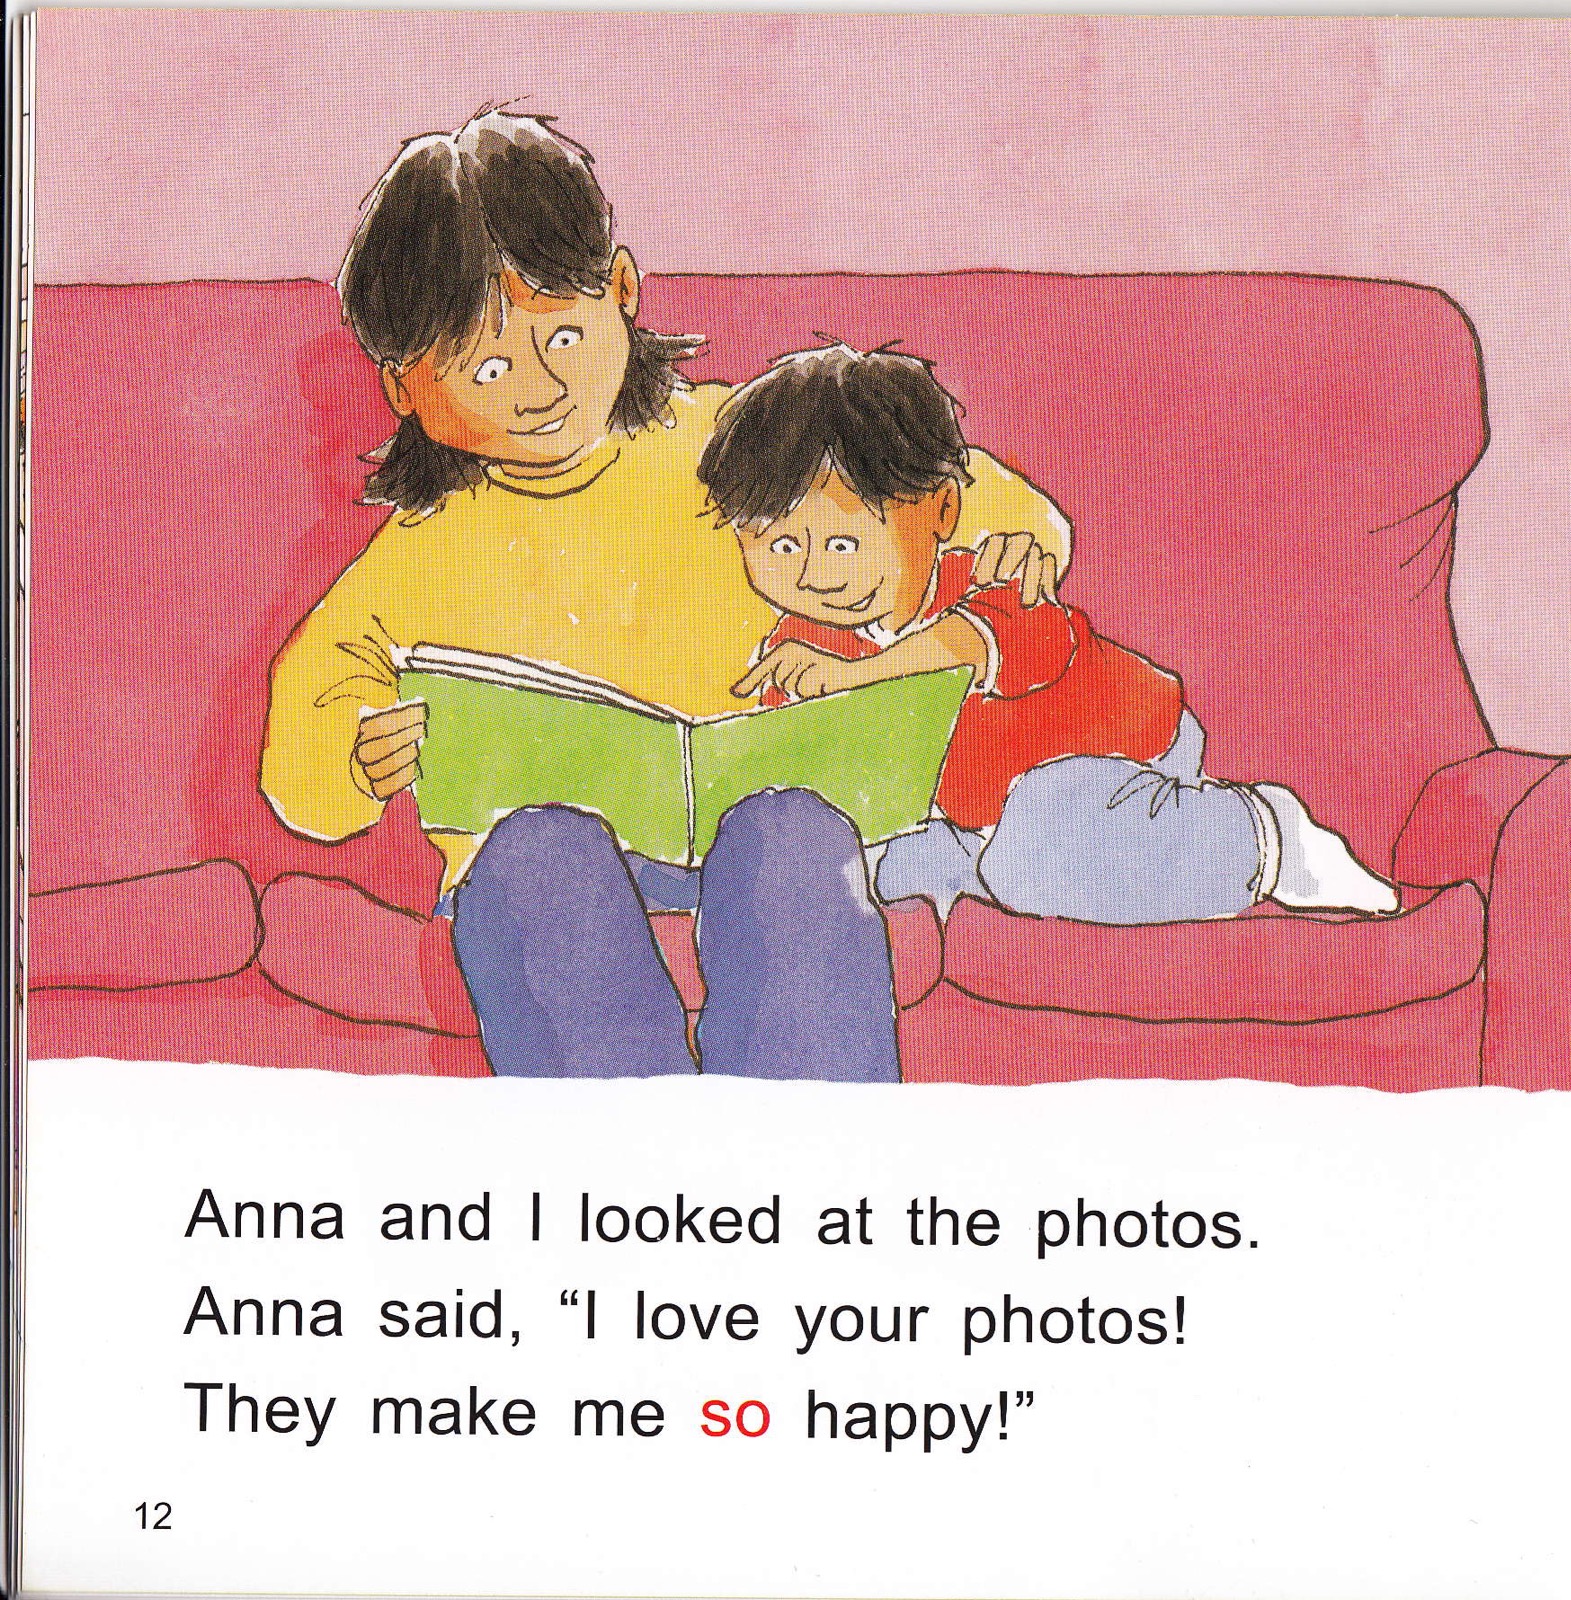 Anna and I looked at the photos.
Anna said, “I love your photos!
They make me so happy!”
12